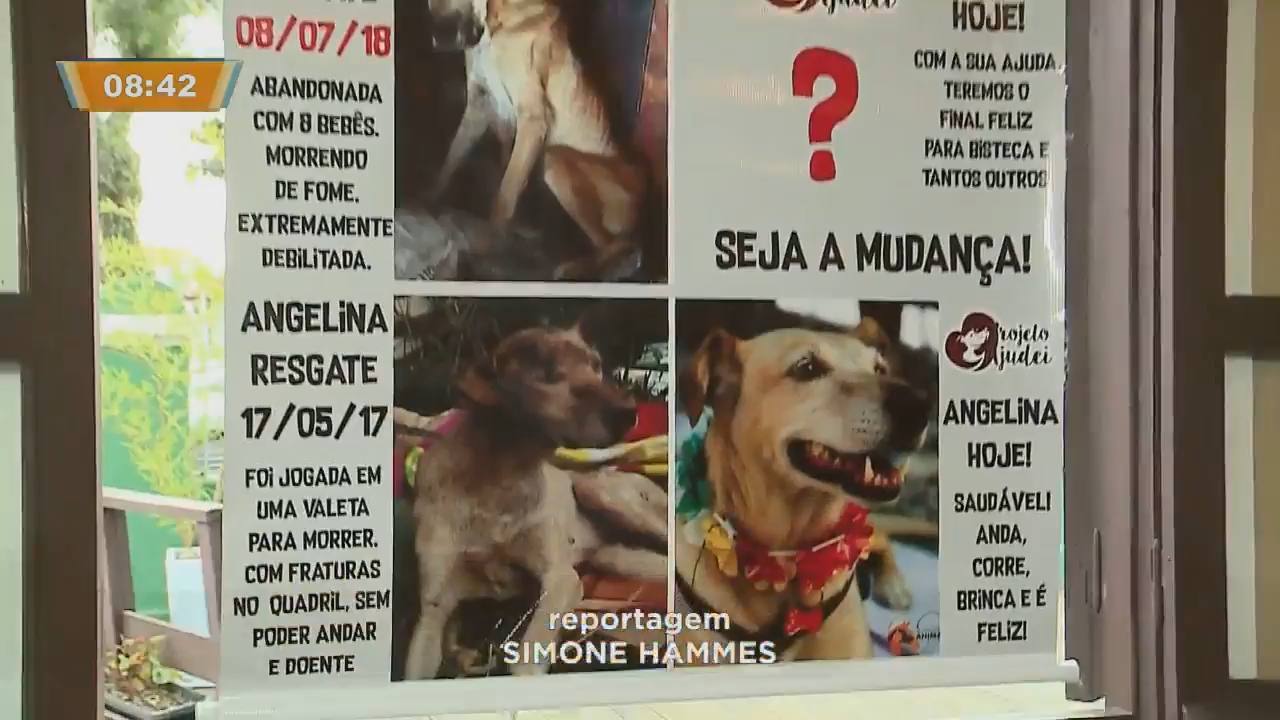 08:42
08/07/18
ABANDONADA
COM 8 BEBÊS.
MORRENDO
DE FOME.
EXTREMAMENTE
DEBILITADA.
HOJE!
COM A SUA AJUDA,
TEREMOS O
FINAL FELIZ
PARA BISTECA E
TANTOS OUTROS
?
SEJA A MUDANÇA!
ANGELINA
RESGATE
17/05/17
FOI JOGADA EM
UMA VALETA
PARA MORRER.
COM FRATURAS
NO QUADRIL, SEM
PODER ANDAR
E DOENTE
Projeto
Ajudei
ANGELINA
HOJE!
SAUDÁVEL!
ANDA,
CORRE,
BRINCA E É
FELIZ!
reportagem
SIMONE HAMMES